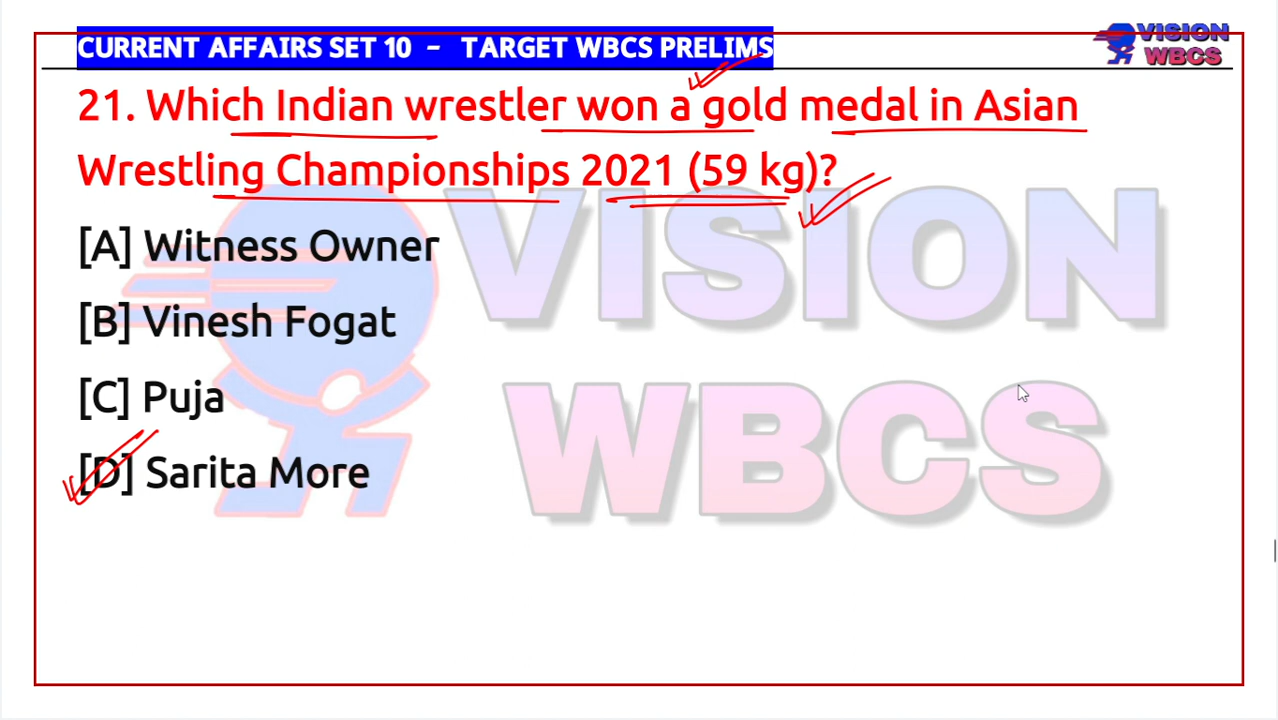 CURRENT AFFAIRS SET 10 – TARGET WBCS PRELIMS
VISION
WBCS
21. Which Indian wrestler won a gold medal in Asian
Wrestling Championships 2021 (59 kg)?
[A] Witness Owner
[B] Vinesh Fogat
[C] Puja
[D] Sarita More
VISION
WBCS